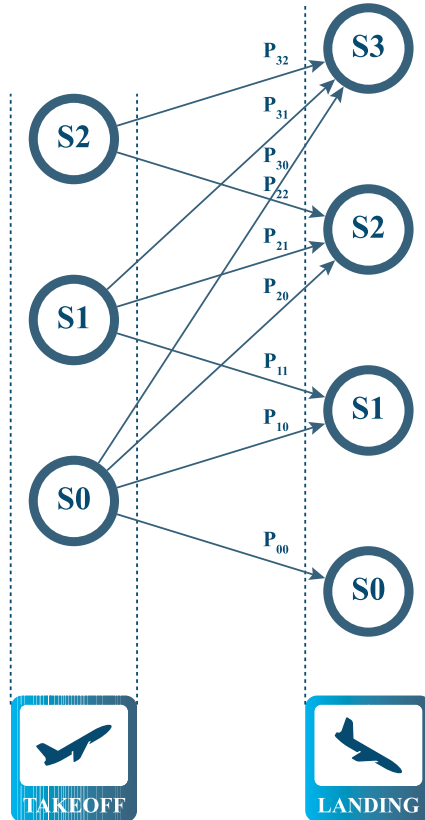 S3
P32
S2
P31
P30
P22
S2
P21
P20
S1
P11
S1
P10
S0
P00
S0
TAKEOFF
LANDING